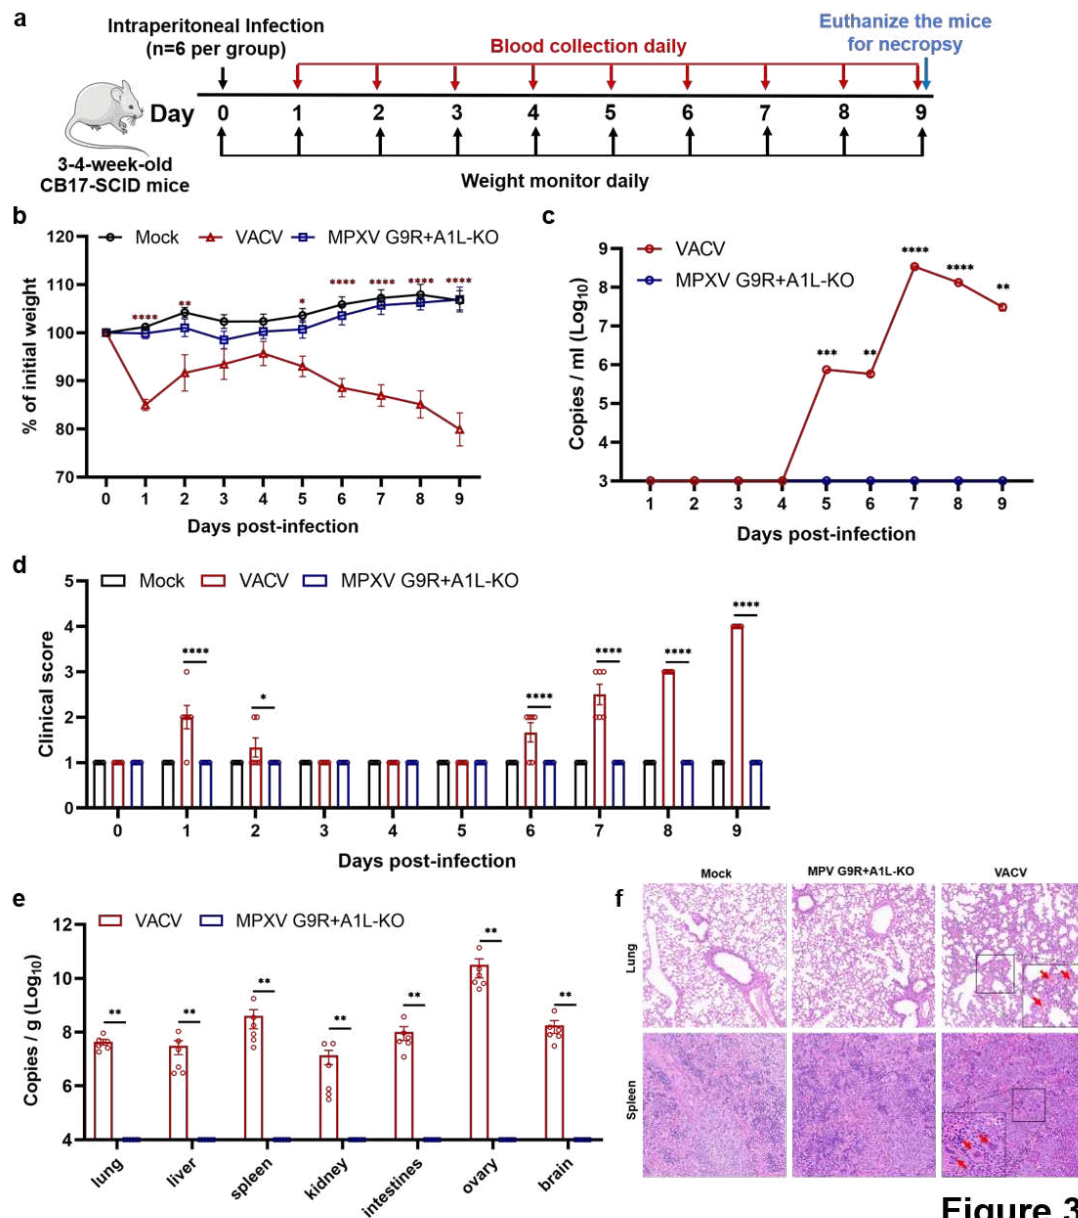 a
Intraperitoneal Infection
(n=6 per group)
Blood collection daily
Euthanize the mice
for necropsy
Day 0 1 2 3 4 5 6 7 8 9
3-4-week-old
CB17-SCID mice
Weight monitor daily
b
Mock VACV MPXV G9R+A1L-KO
**** ** * **** **** **** ****
% of initial weight
120
110
100
90
80
70
0 1 2 3 4 5 6 7 8 9
Days post-infection
c
VACV
MPXV G9R+A1L-KO
*** ** **** **** **
Copies / ml (Log10)
9
8
7
6
5
4
3
1 2 3 4 5 6 7 8 9
Days post-infection
d
Mock VACV MPXV G9R+A1L-KO
**** * **** **** **** ****
Clinical score
5
4
3
2
1
0
0 1 2 3 4 5 6 7 8 9
Days post-infection
e
VACV MPXV G9R+A1L-KO
** ** ** ** ** ** **
Copies / g (Log10)
12
10
8
6
4
lung liver spleen kidney intestines ovary brain
f
Mock MPV G9R+A1L-KO VACV
Lung
Spleen
Figure 3